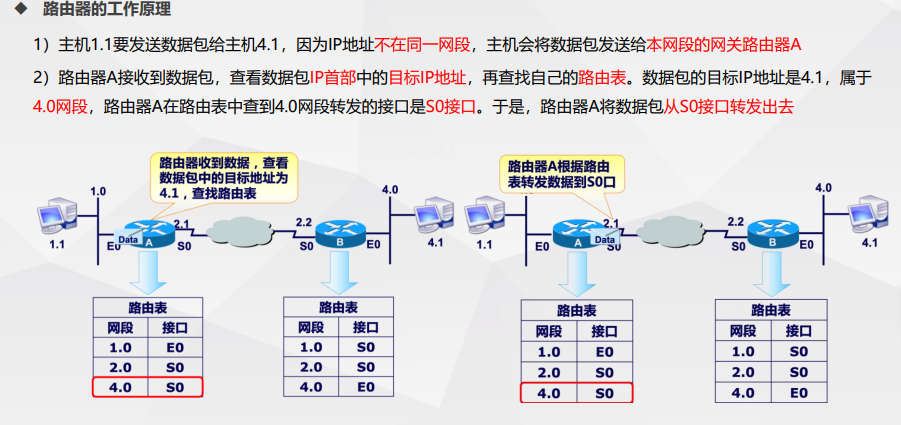 ◆ 路由器的工作原理
1）主机1.1要发送数据包给主机4.1，因为IP地址不在同一网段，主机会将数据包发送给本网段的网关路由器A
2）路由器A接收到数据包，查看数据包IP首部中的目标IP地址，再查找自己的路由表。数据包的目标IP地址是4.1，属于
4.0网段，路由器A在路由表中查到4.0网段转发的接口是S0接口。于是，路由器A将数据包从S0接口转发出去
路由器收到数据，查看
数据包中的目标地址为
4.1，查找路由表
1.0
4.0
1.1
E0
Data
A
2.1
S0
2.2
S0
B
E0
4.1
路由表
网段 接口
1.0 E0
2.0 S0
4.0 S0
路由表
网段 接口
1.0 S0
2.0 S0
4.0 E0
路由器A根据路由
表转发数据到S0口
4.0
1.1
E0
A
Data
2.1
S0
2.2
S0
B
E0
4.1
路由表
网段 接口
1.0 E0
2.0 S0
4.0 S0
路由表
网段 接口
1.0 S0
2.0 S0
4.0 E0